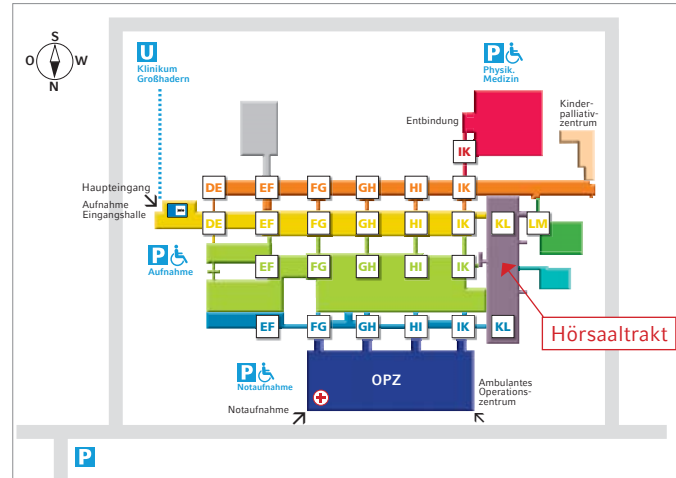 S
O W
N
U
Klinikum
Großhadern
P
Physik.
Medizin
Entbindung
Kinder-
palliativ-
zentrum
IK
Haupteingang
DE EF FG GH HI IK
Aufnahme
Eingangshalle
DE EF FG GH HI IK KL LM
P
Aufnahme
EF FG GH HI IK
EF FG GH HI IK KL
Hörsaaltrakt
P
Notaufnahme
OPZ
Ambulantes
Operations-
zentrum
Notaufnahme
P